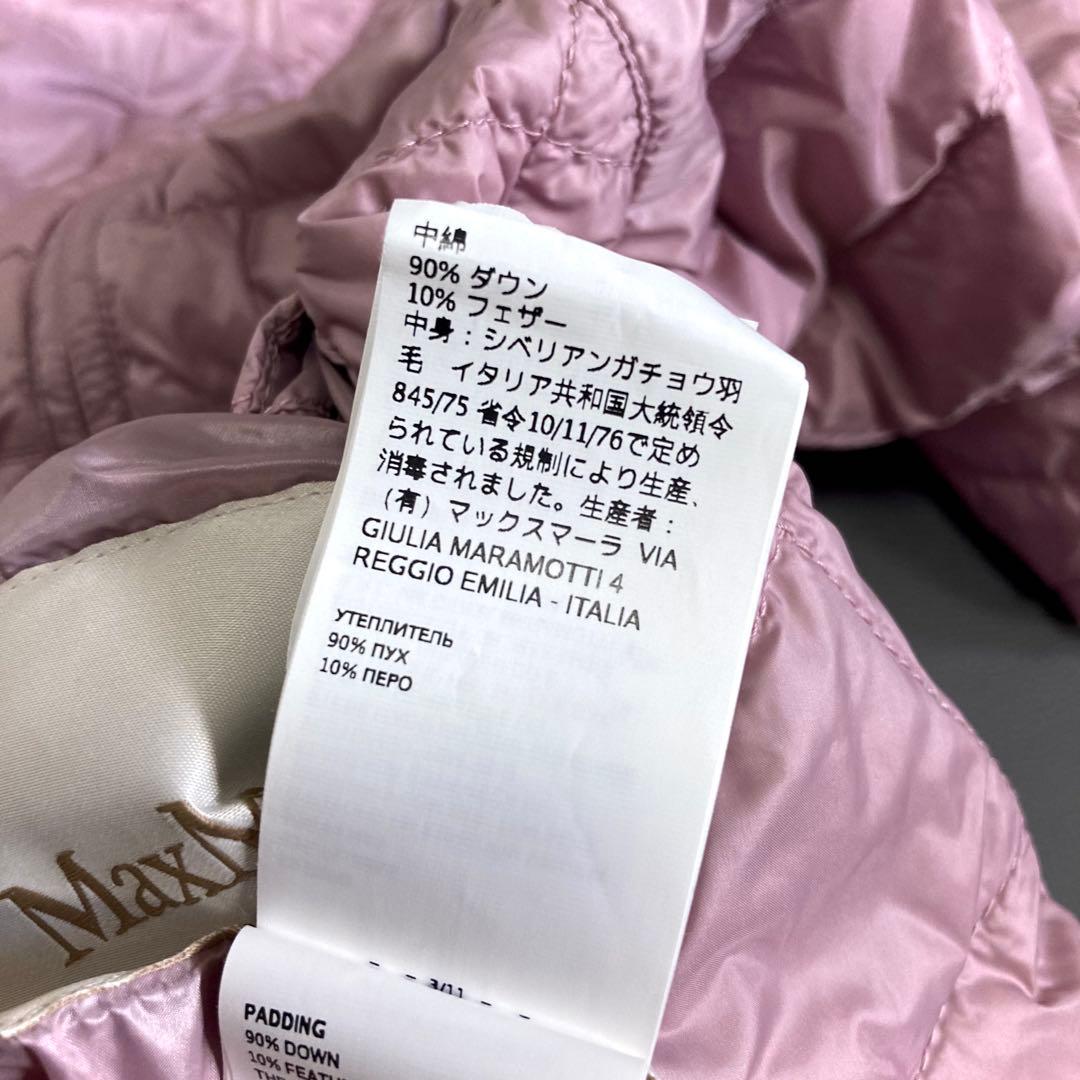 中綿
90% ダウン
10% フェザー
中身：シベリアンガチョウ羽
毛　イタリア共和国大統領令
845/75 省令10/11/76で定め
られている規制により生産、
消毒されました。生産者：
（有）マックスマーラ VIA
GIULIA MARAMOTTI 4
REGGIO EMILIA - ITALIA
УТЕПЛИТЕЛЬ
90% ПУХ
10% ПЕРО
MaxM
3/11
PADDING
90% DOWN
10%